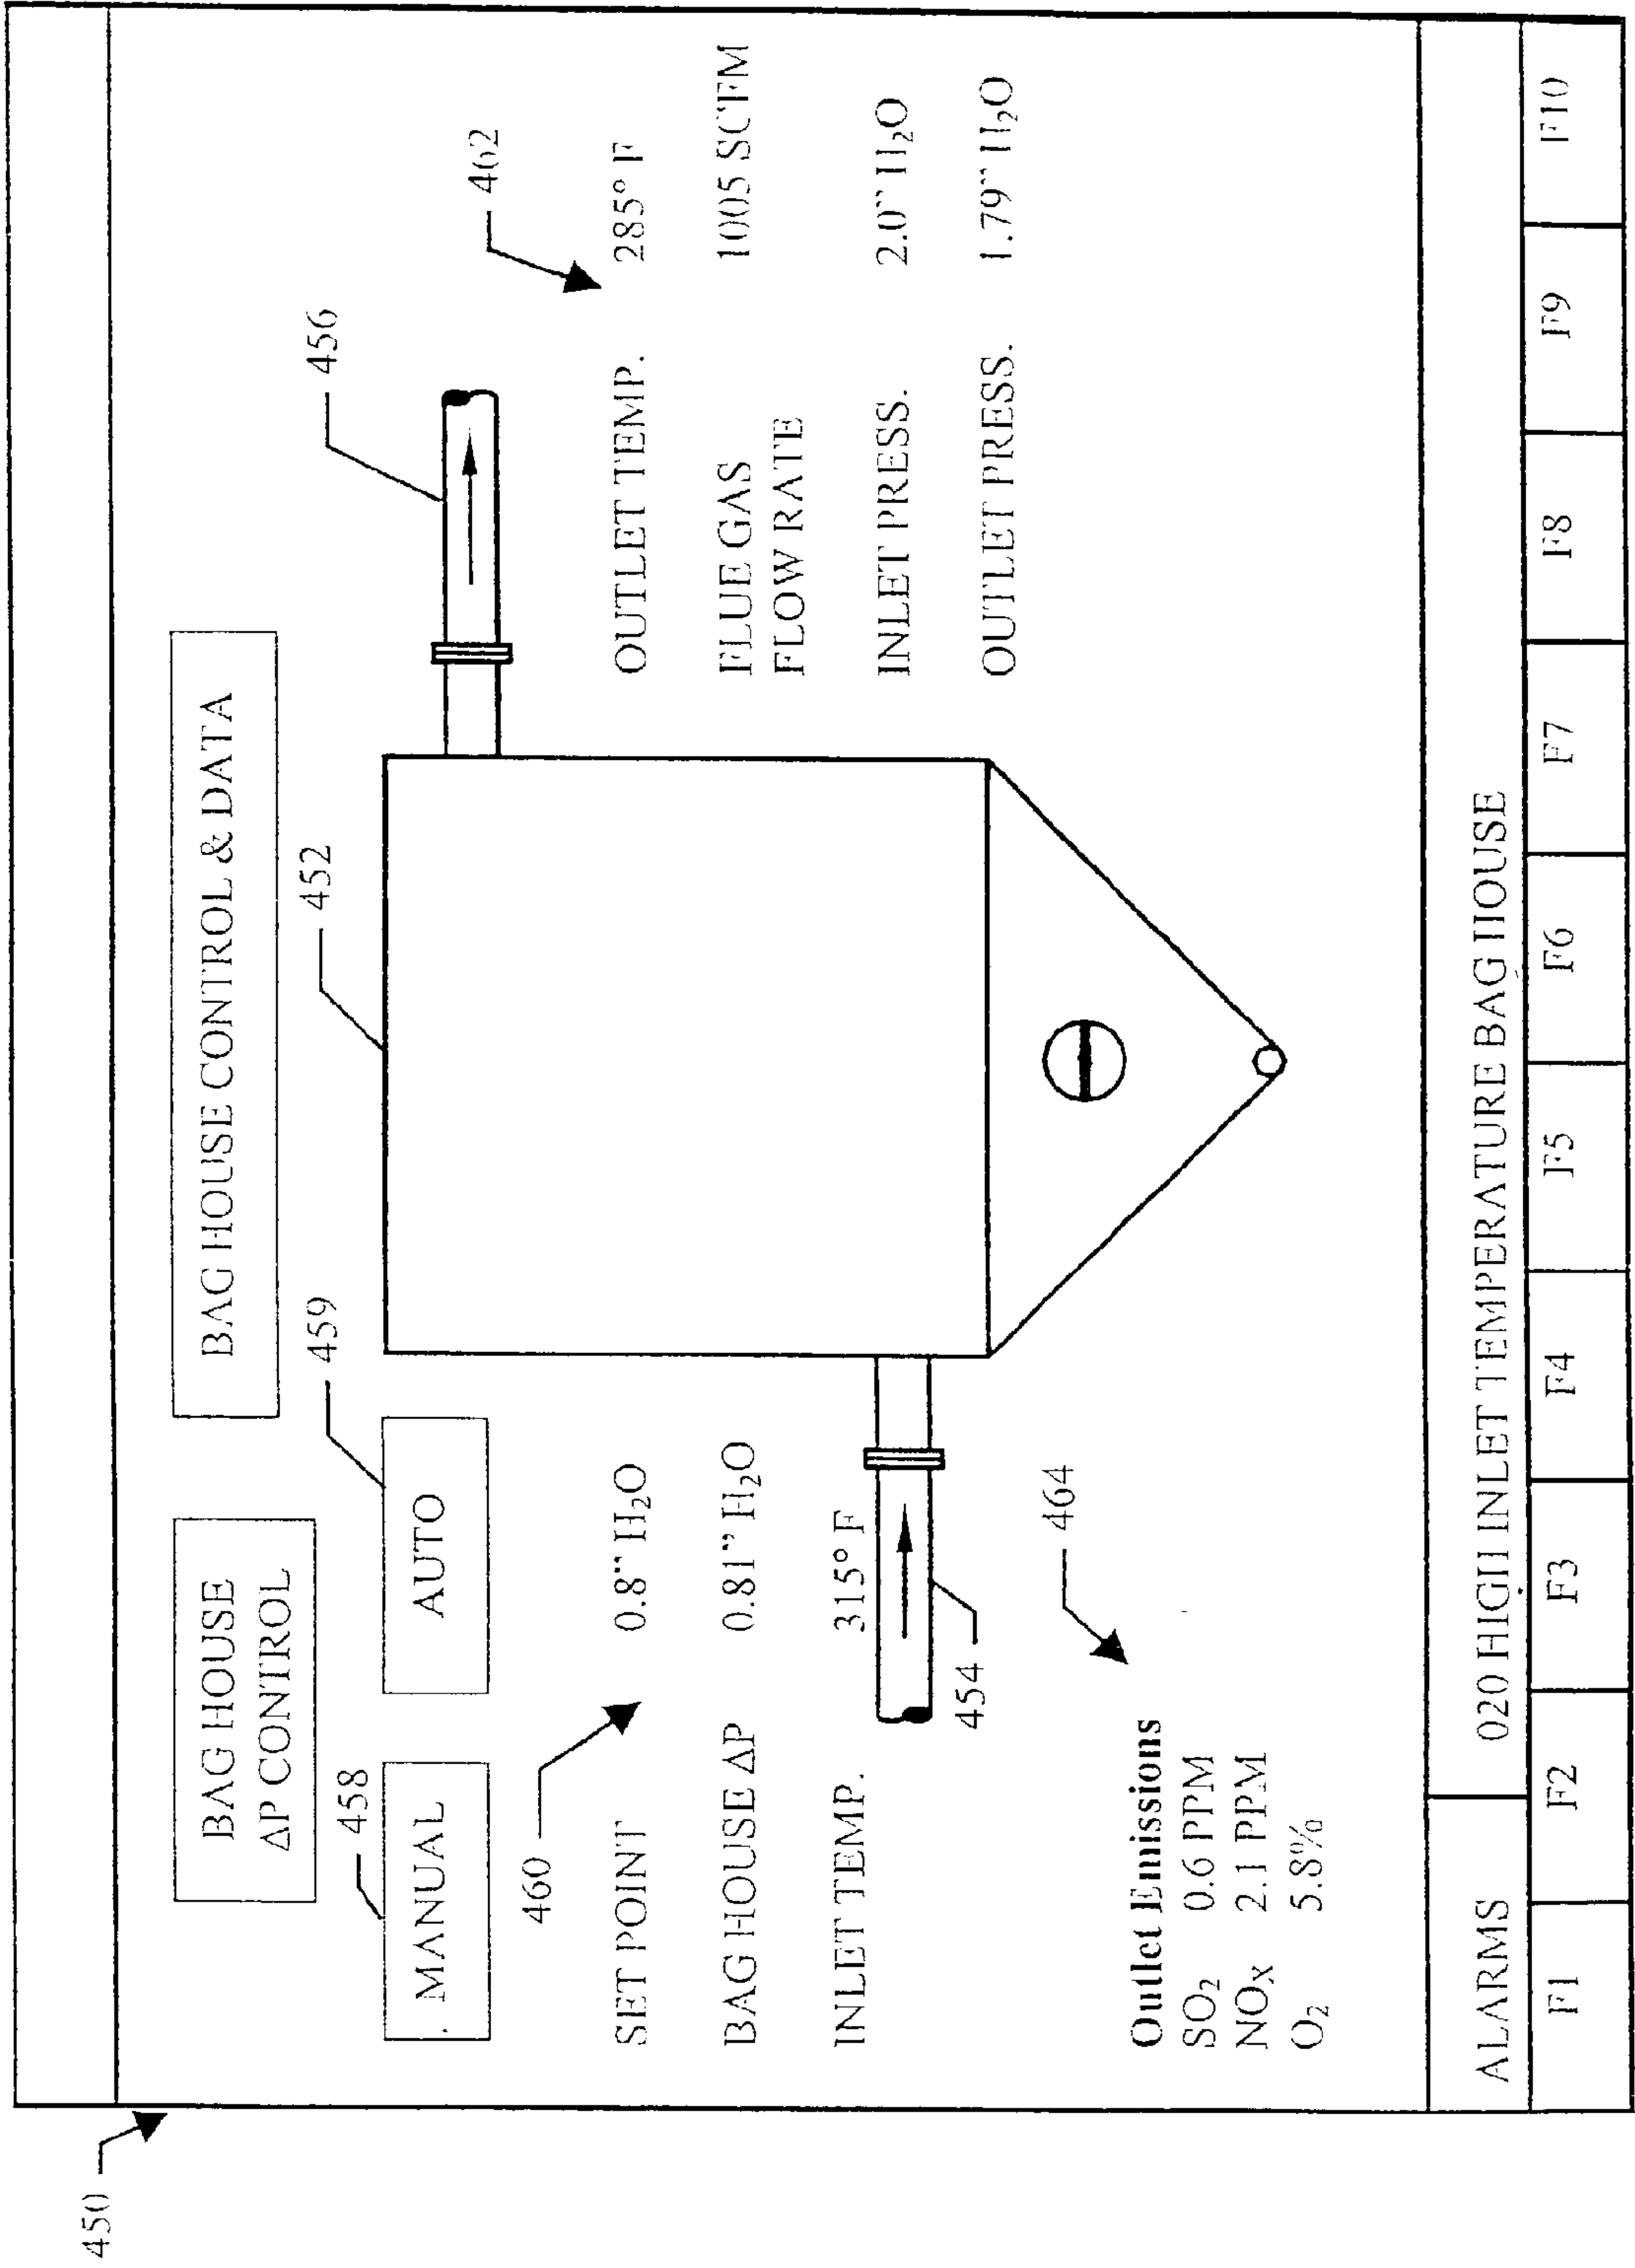 450
BAG HOUSE
ΔP CONTROL
BAG HOUSE CONTROL & DATA
458
459
452
456
MANUAL
AUTO
460
462
SET POINT 0.8" H₂O
BAG HOUSE ΔP 0.81" H₂O
INLET TEMP. 315° F
454
464
OUTLET TEMP. 285° F
FLUE GAS
FLOW RATE 1005 SCFM
INLET PRESS. 2.0" H₂O
OUTLET PRESS. 1.79" H₂O
Outlet Emissions
SO₂ 0.6 PPM
NOₓ 2.1 PPM
O₂ 5.8%
ALARMS 020 HIGH INLET TEMPERATURE BAG HOUSE
F1 F2 F3 F4 F5 F6 F7 F8 F9 F10